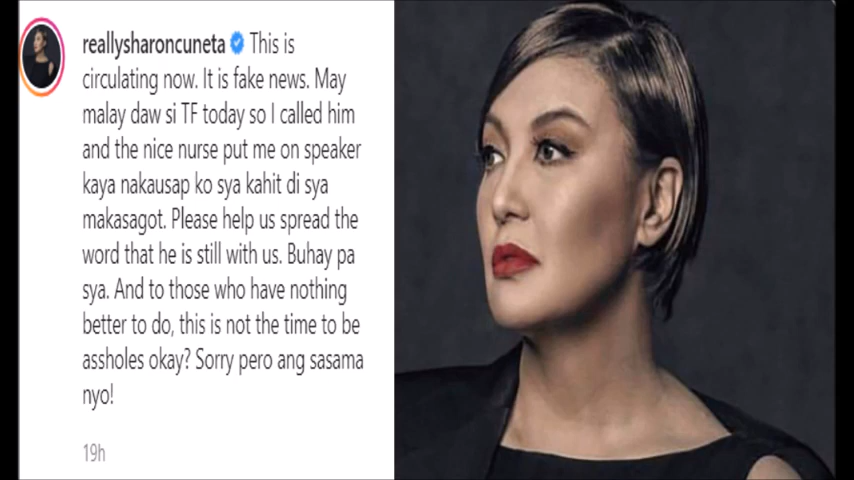 reallysharoncuneta This is
circulating now. It is fake news. May
malay daw si TF today so I called him
and the nice nurse put me on speaker
kaya nakausap ko sya kahit di sya
makasagot. Please help us spread the
word that he is still with us. Buhay pa
sya. And to those who have nothing
better to do, this is not the time to be
assholes okay? Sorry pero ang sasama
nyo!
19h